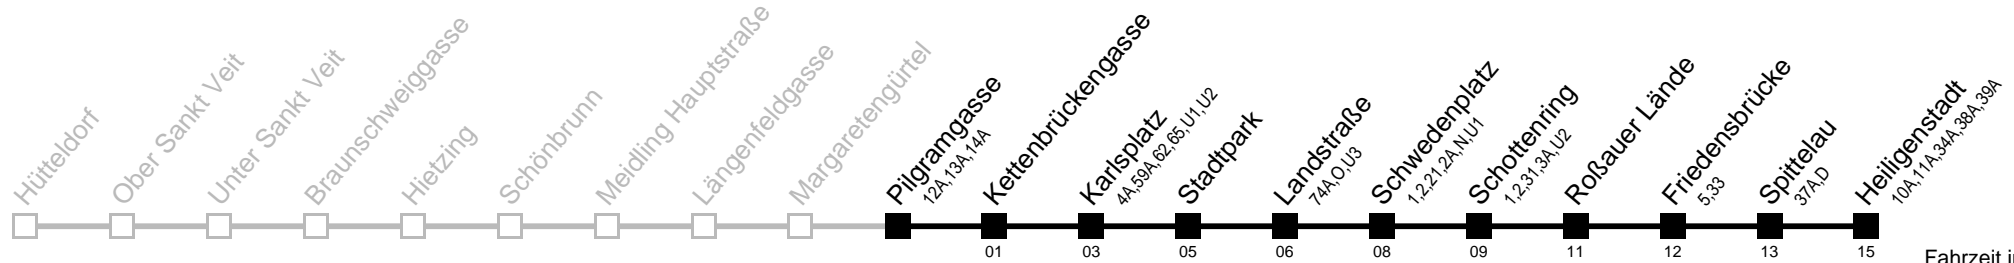 Hütteldorf
Ober Sankt Veit
Unter Sankt Veit
Braunschweiggasse
Hietzing
Schönbrunn
Meidling Hauptstraße
Längenfeldgasse
Margaretengürtel
Pilgramgasse
12A,13A,14A
Kettenbrückengasse
Karlsplatz
4A,59A,62,65,U1,U2
Stadtpark
Landstraße
74A,O,U3
Schwedenplatz
1,2,21,2A,N,U1
Schottenring
1,2,31,3A,U2
Roßauer Lände
Friedensbrücke
5,33
Spittelau
37A,D
Heiligenstadt
10A,11A,34A,38A,39A
01 03 05 06 08 09 11 12 13 15
Fahrzeit